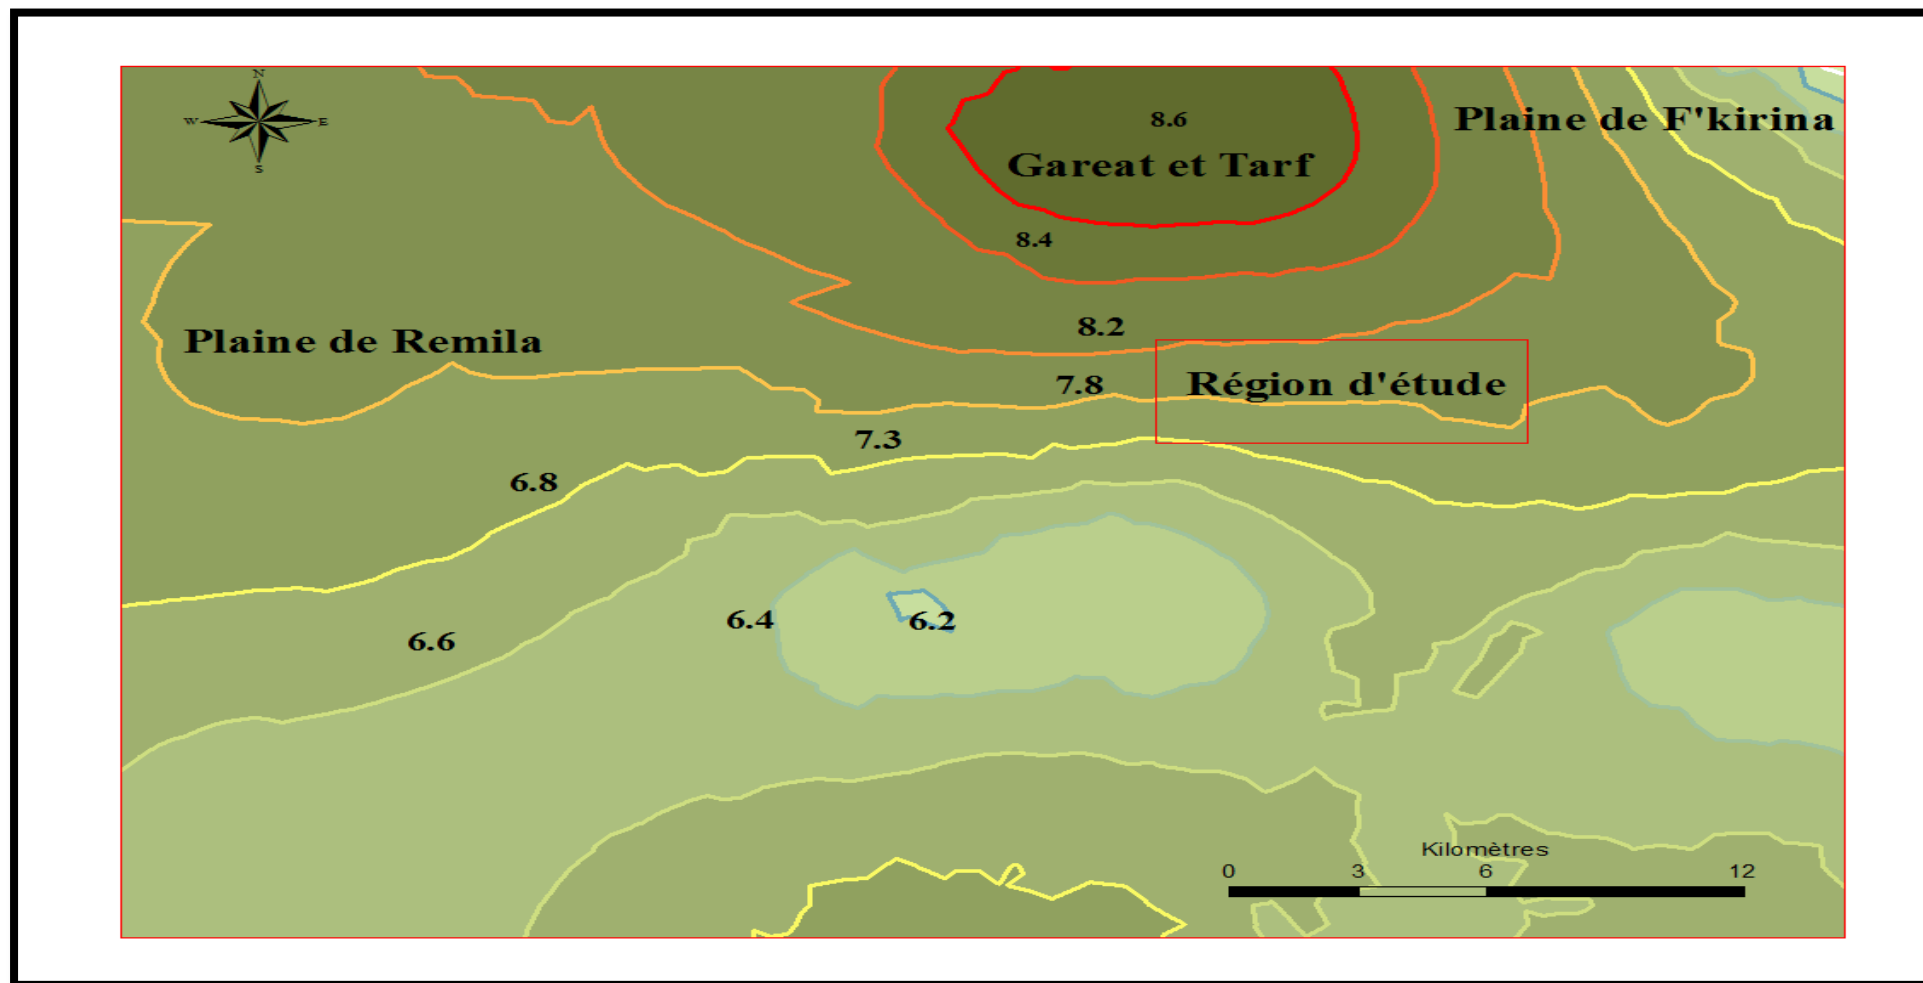 N
W E
S
8.6
Plaine de F'kirina
Gareat et Tarf
8.4
8.2
Plaine de Remila
7.8
Région d'étude
7.3
6.8
6.4
6.2
6.6
Kilomètres
0 3 6 12